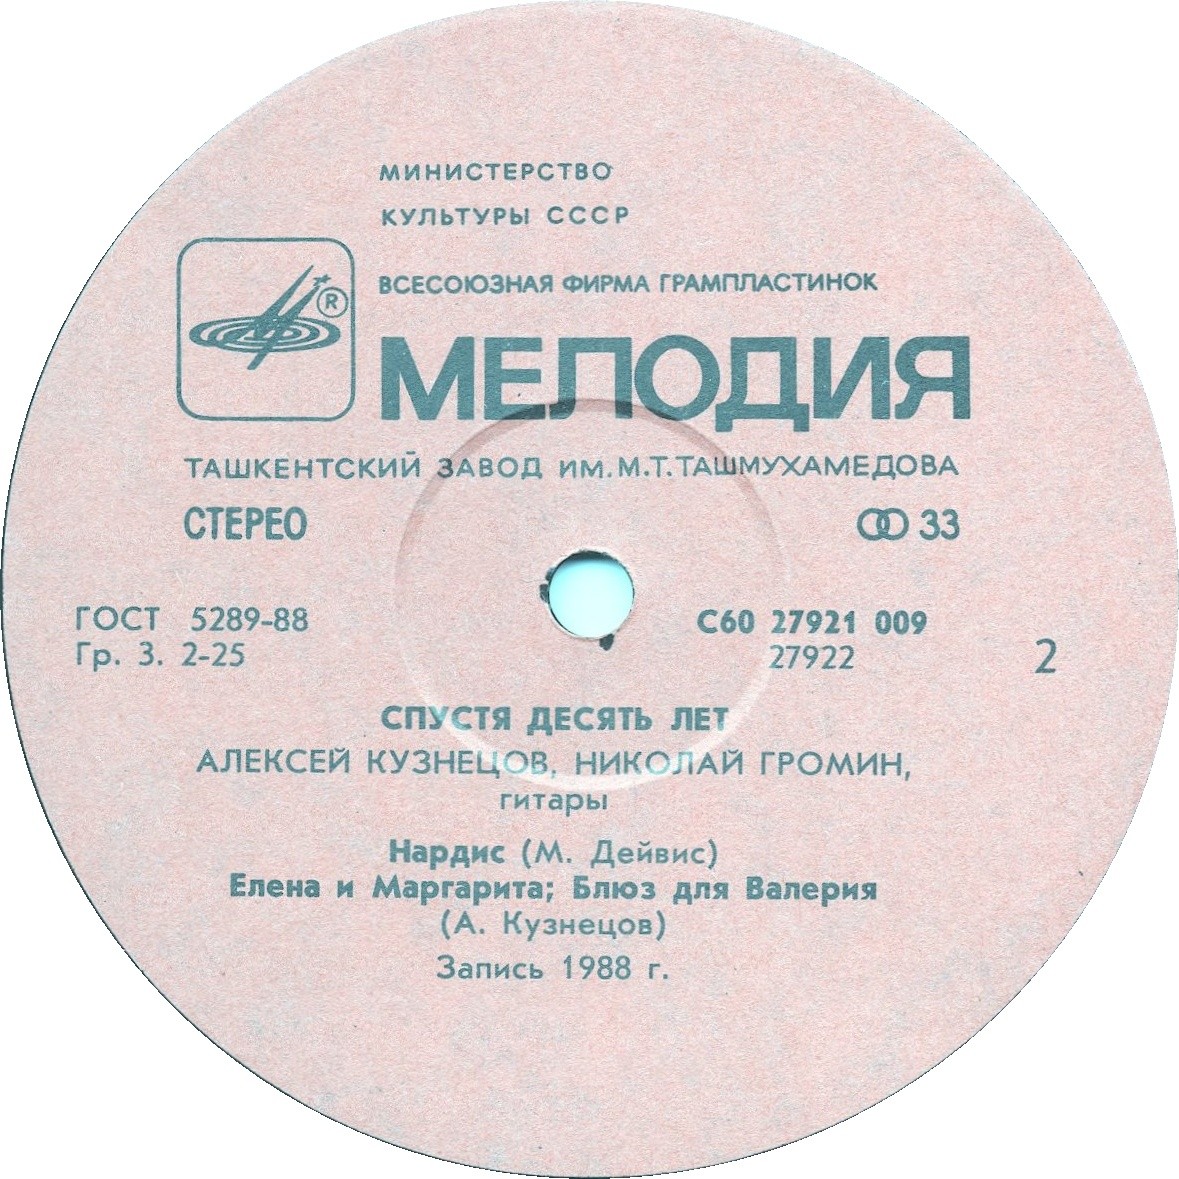 МИНИСТЕРСТВО
КУЛЬТУРЫ СССР
ВСЕСОЮЗНАЯ ФИРМА ГРАМПЛАСТИНОК
®
МЕЛОДИЯ
ТАШКЕНТСКИЙ ЗАВОД ИМ. М.Т. ТАШМУХАМЕДОВА
СТЕРЕО 33
ГОСТ 5289-88 С60 27921 009
Гр. 3. 2-25 27922 2
СПУСТЯ ДЕСЯТЬ ЛЕТ
АЛЕКСЕЙ КУЗНЕЦОВ, НИКОЛАЙ ГРОМИН,
гитары
Нардис (М. Дейвис)
Елена и Маргарита; Блюз для Валерия
(А. Кузнецов)
Запись 1988 г.